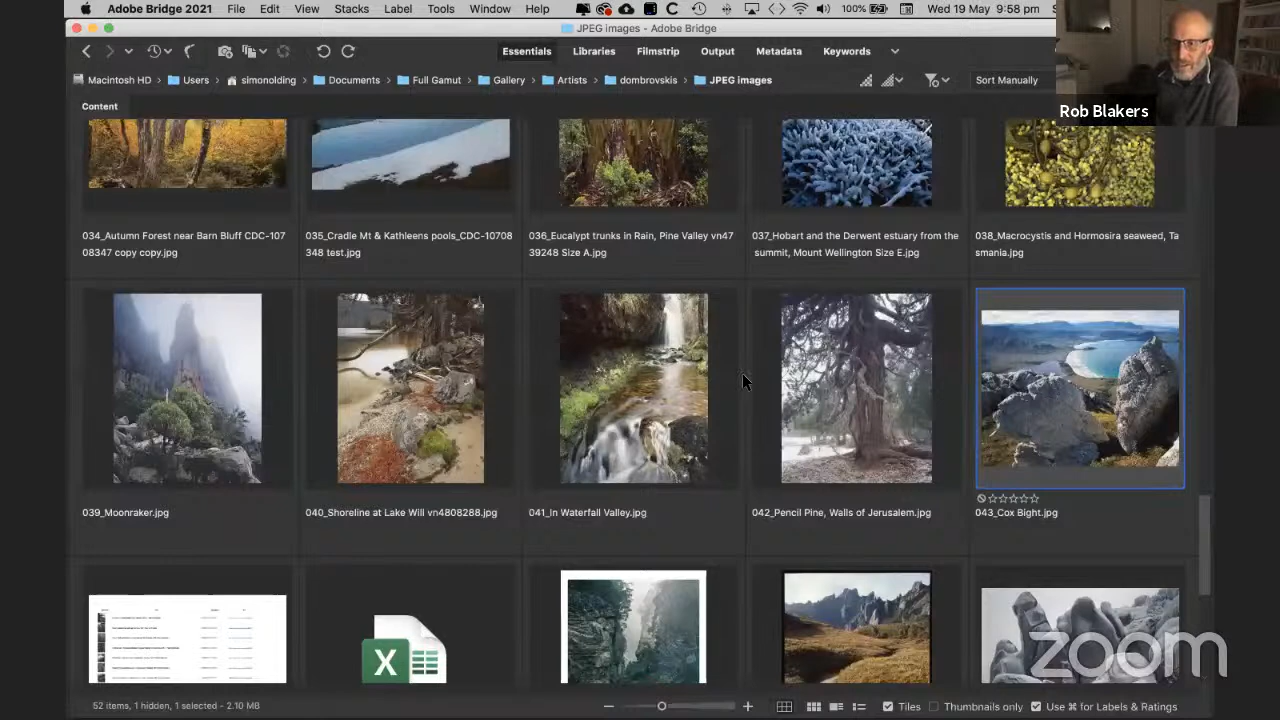 Adobe Bridge 2021 File Edit View Stacks Label Tools Window Help 100% Wed 19 May 9:58 pm
JPEG images - Adobe Bridge
Essentials Libraries Filmstrip Output Metadata Keywords
Macintosh HD > Users > simonolding > Documents > Full Gamut > Gallery > Artists > dombrovskis > JPEG images Sort Manually
Rob Blakers
Content
034_Autumn Forest near Barn Bluff CDC-107
08347 copy copy.jpg
035_Cradle Mt & Kathleens pools_CDC-10708
348 test.jpg
036_Eucalypt trunks in Rain, Pine Valley vn47
39248 Size A.jpg
037_Hobart and the Derwent estuary from the
summit, Mount Wellington Size E.jpg
038_Macrocystis and Hormosira seaweed, Ta
smania.jpg
039_Moonraker.jpg
040_Shoreline at Lake Will vn4808288.jpg
041_In Waterfall Valley.jpg
042_Pencil Pine, Walls of Jerusalem.jpg
043_Cox Bight.jpg
X
zoom
52 items, 1 hidden, 1 selected - 2.10 MB
Tiles Thumbnails only Use ⌘ for Labels & Ratings